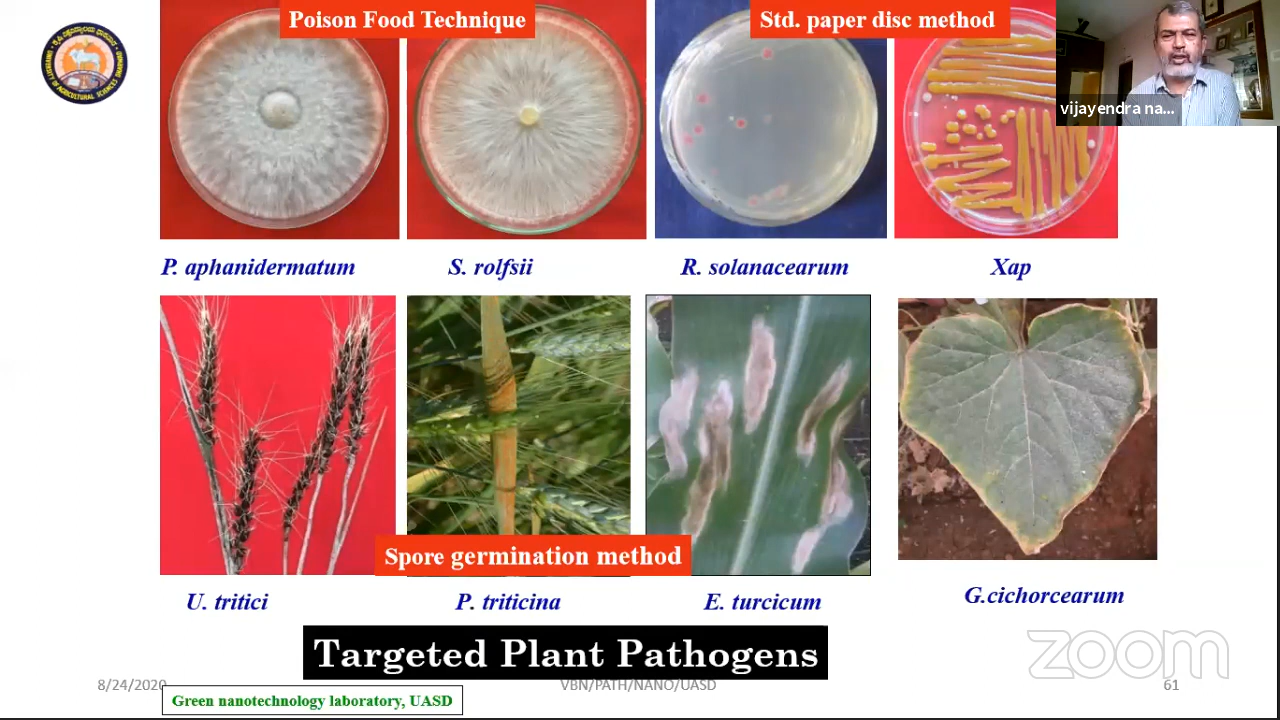 Poison Food Technique
Std. paper disc method
vijayendra na...
P. aphanidermatum
S. rolfsii
R. solanacearum
Xap
Spore germination method
U. tritici
P. triticina
E. turcicum
G.cichorcearum
Targeted Plant Pathogens
zoom
8/24/2020
VBN/PATH/NANO/UASD
61
Green nanotechnology laboratory, UASD